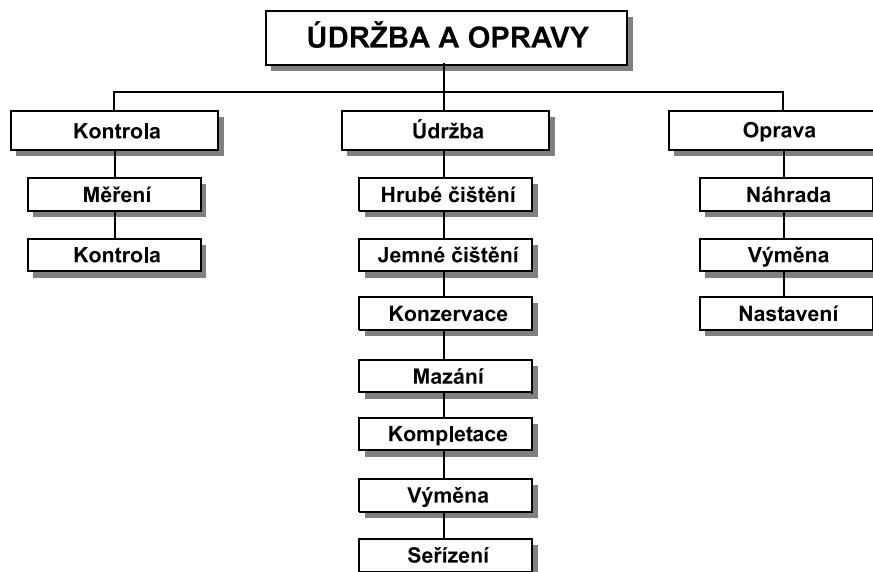 ÚDRŽBA A OPRAVY
Kontrola
Měření
Kontrola
Údržba
Hrubé čištění
Jemné čištění
Konzervace
Mazání
Kompletace
Výměna
Seřízení
Oprava
Náhrada
Výměna
Nastavení